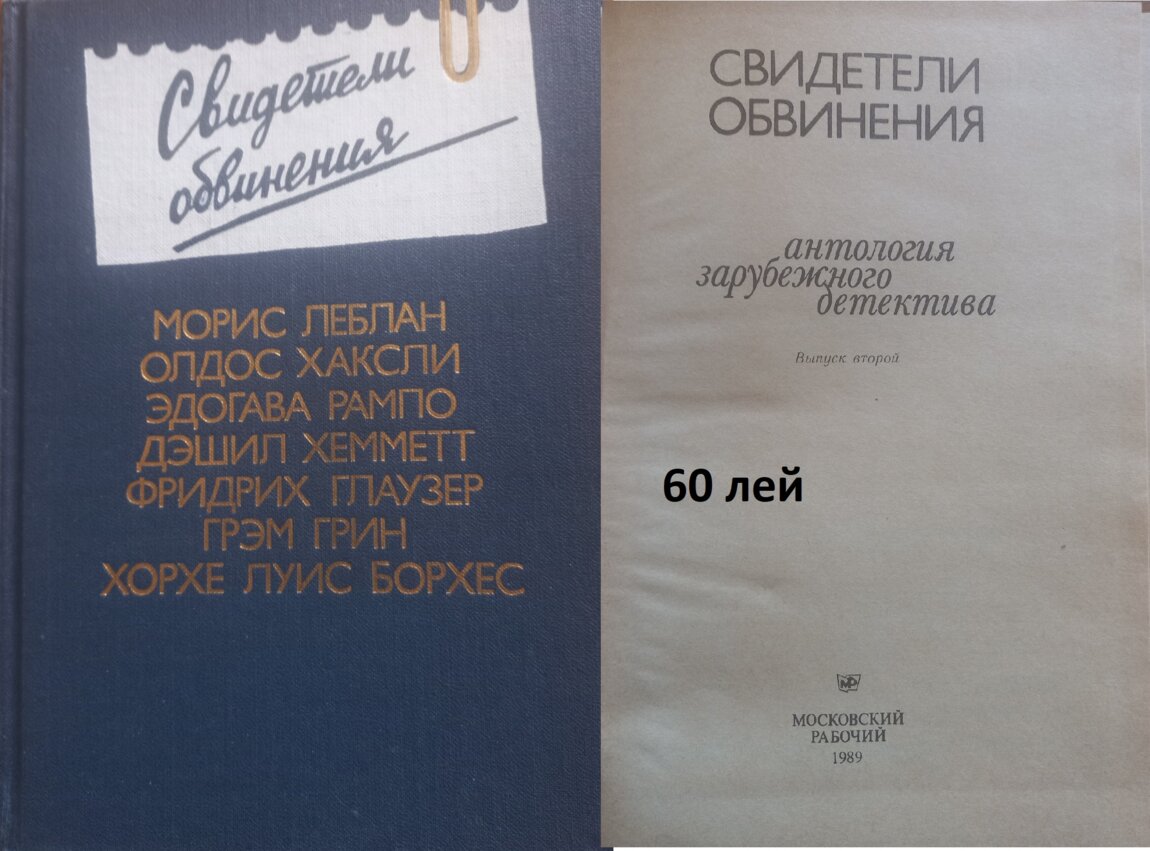 Свидетели
обвинения
МОРИС ЛЕБЛАН
ОЛДОС ХАКСЛИ
ЭДОГАВА РАМПО
ДЭШИЛ ХЕММЕТТ
ФРИДРИХ ГЛАУЗЕР
ГРЭМ ГРИН
ХОРХЕ ЛУИС БОРХЕС
СВИДЕТЕЛИ
ОБВИНЕНИЯ
антология
зарубежного
детектива
Выпуск второй
60 лей
МР
МОСКОВСКИЙ
РАБОЧИЙ
1989